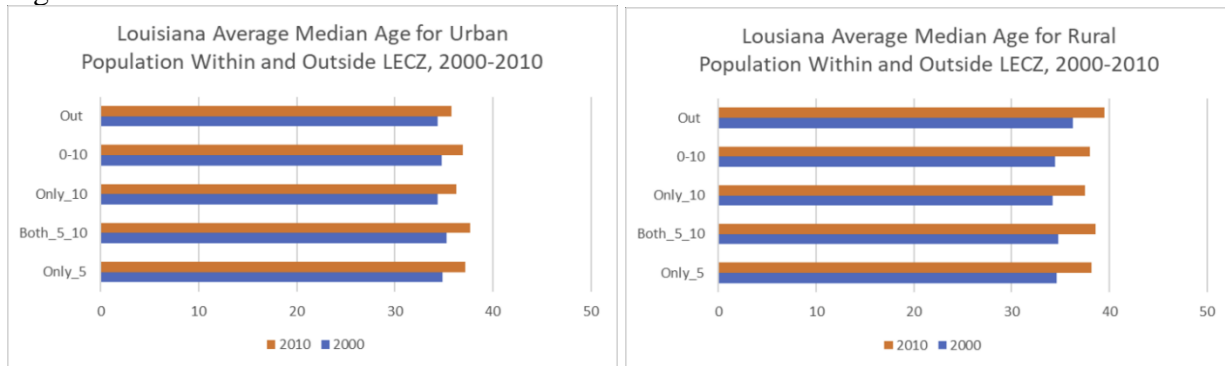 Louisiana Average Median Age for Urban
Population Within and Outside LECZ, 2000-2010
Out
0-10
Only_10
Both_5_10
Only_5
0 10 20 30 40 50
2010 2000
Lousiana Average Median Age for Rural
Population Within and Outside LECZ, 2000-2010
Out
0-10
Only_10
Both_5_10
Only_5
0 10 20 30 40 50
2010 2000